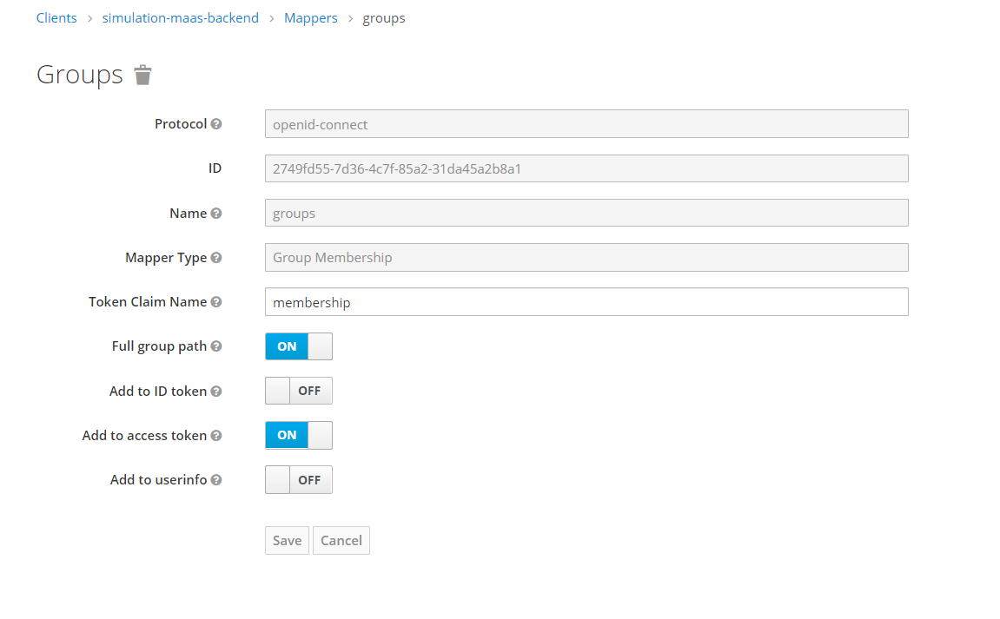 Clients > simulation-maas-backend > Mappers > groups
Groups
Protocol openid-connect
ID 2749fd55-7d36-4c7f-85a2-31da45a2b8a1
Name groups
Mapper Type Group Membership
Token Claim Name membership
Full group path ON
Add to ID token OFF
Add to access token ON
Add to userinfo OFF
Save Cancel